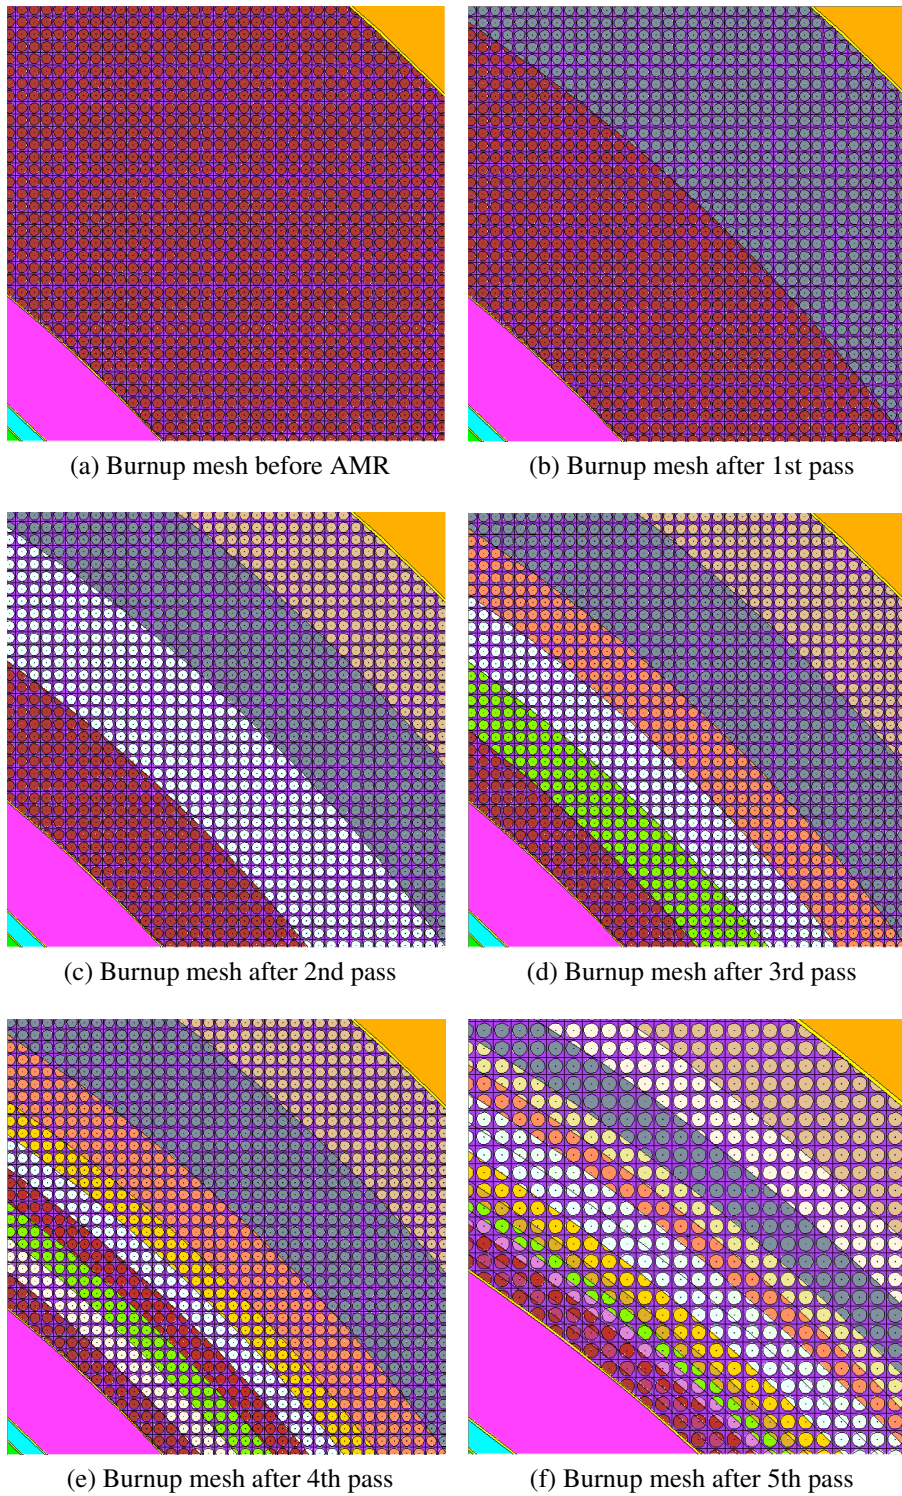 (a) Burnup mesh before AMR
(b) Burnup mesh after 1st pass
(c) Burnup mesh after 2nd pass
(d) Burnup mesh after 3rd pass
(e) Burnup mesh after 4th pass
(f) Burnup mesh after 5th pass